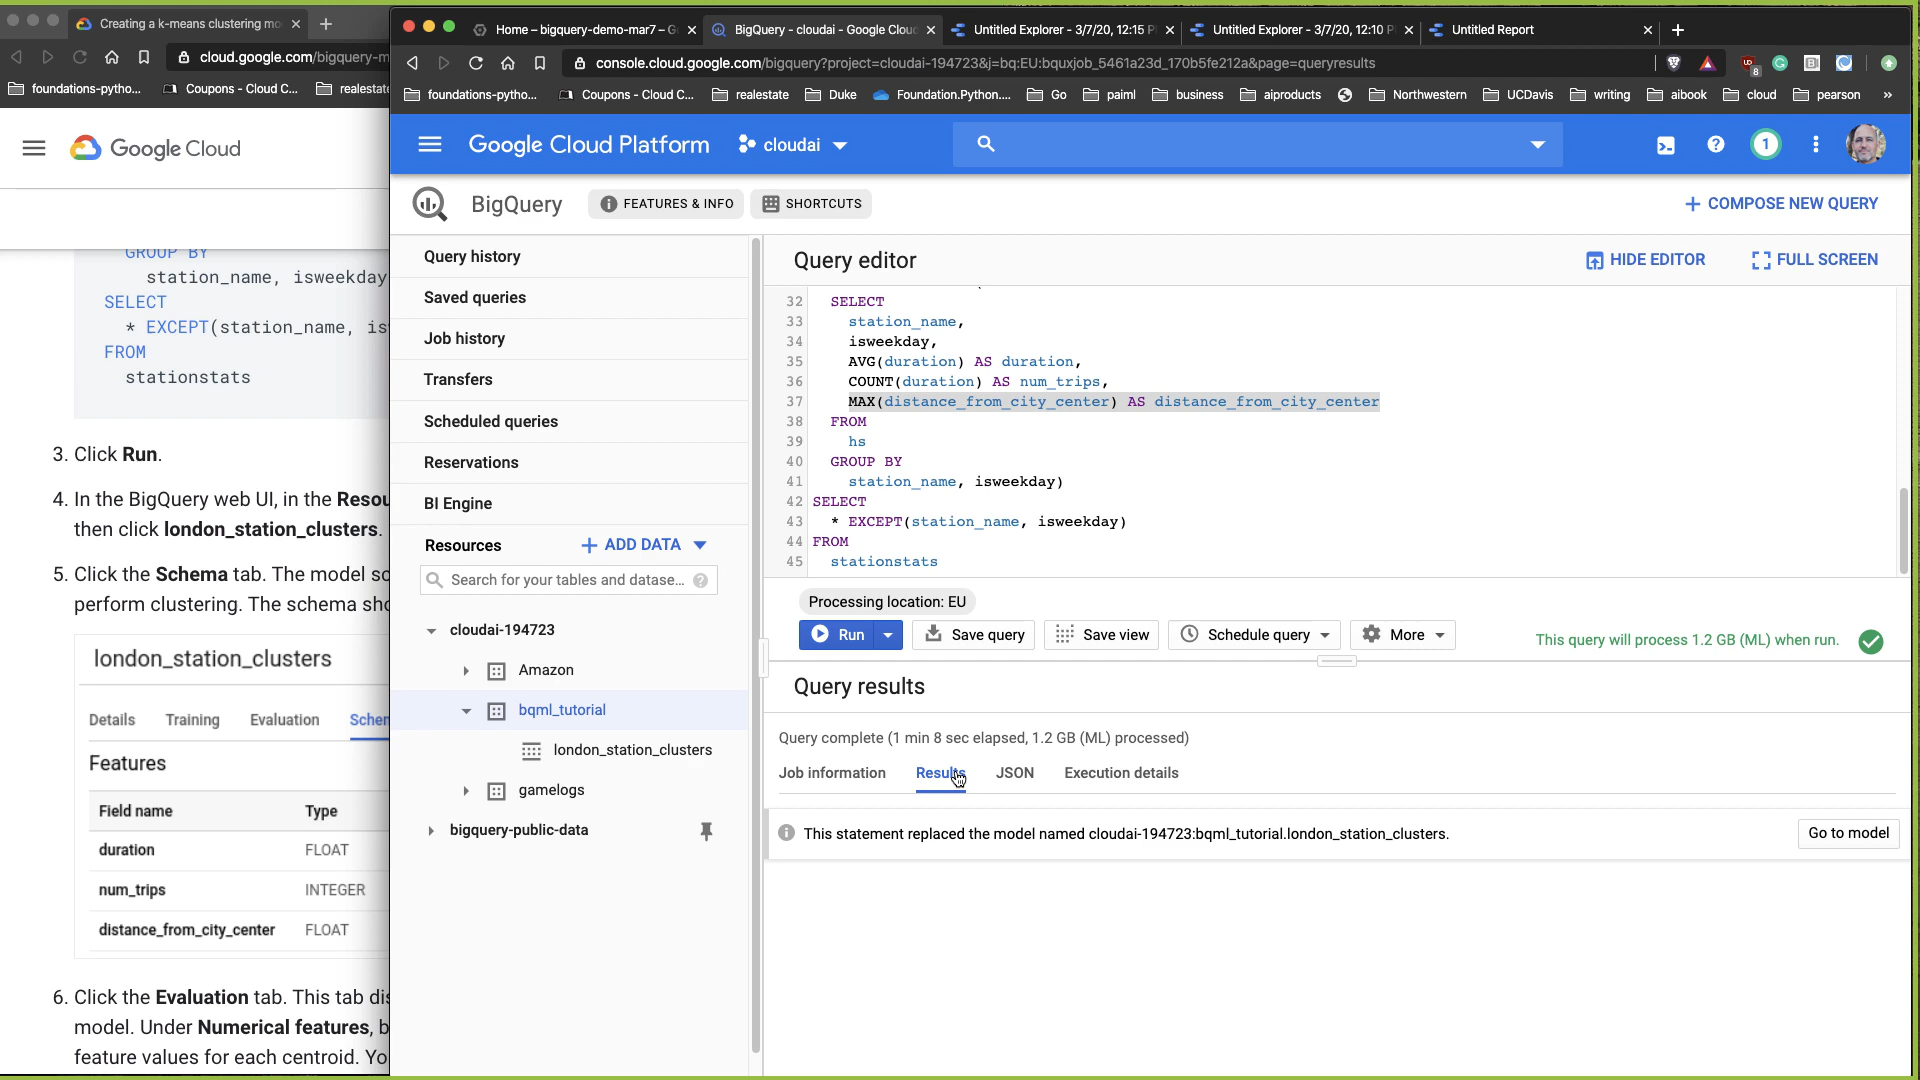 Creating a k-means clustering mo
cloud.google.com/bigquery-m
foundations-pytho...
Coupons - Cloud C...
realestate
Google Cloud
GROUP BY
station_name, isweekday
SELECT
* EXCEPT(station_name, is
FROM
stationstats
3. Click Run.
4. In the BigQuery web UI, in the Resou
then click london_station_clusters.
5. Click the Schema tab. The model sc
perform clustering. The schema sho
london_station_clusters
Details Training Evaluation Schem
Features
Field name Type
duration FLOAT
num_trips INTEGER
distance_from_city_center FLOAT
6. Click the Evaluation tab. This tab dis
model. Under Numerical features, b
feature values for each centroid. Yo
Home – bigquery-demo-mar7 – G
BigQuery - cloudai - Google Clou
Untitled Explorer - 3/7/20, 12:15 P
Untitled Explorer - 3/7/20, 12:10 P
Untitled Report
console.cloud.google.com/bigquery?project=cloudai-194723&j=bq:EU:bquxjob_5461a23d_170b5fe212a&page=queryresults
8
foundations-pytho... Coupons - Cloud C... realestate Duke Foundation.Python.... Go paiml business aiproducts Northwestern UCDavis writing aibook cloud pearson »
Google Cloud Platform cloudai
1
BigQuery FEATURES & INFO SHORTCUTS
COMPOSE NEW QUERY
Query history
Saved queries
Job history
Transfers
Scheduled queries
Reservations
BI Engine
Resources ADD DATA
Search for your tables and datase...
cloudai-194723
Amazon
bqml_tutorial
london_station_clusters
gamelogs
bigquery-public-data
Query editor HIDE EDITOR FULL SCREEN
32 SELECT
33 station_name,
34 isweekday,
35 AVG(duration) AS duration,
36 COUNT(duration) AS num_trips,
37 MAX(distance_from_city_center) AS distance_from_city_center
38 FROM
39 hs
40 GROUP BY
41 station_name, isweekday)
42 SELECT
43 * EXCEPT(station_name, isweekday)
44 FROM
45 stationstats
Processing location: EU
Run Save query Save view Schedule query More
This query will process 1.2 GB (ML) when run.
Query results
Query complete (1 min 8 sec elapsed, 1.2 GB (ML) processed)
Job information Results JSON Execution details
This statement replaced the model named cloudai-194723:bqml_tutorial.london_station_clusters.
Go to model